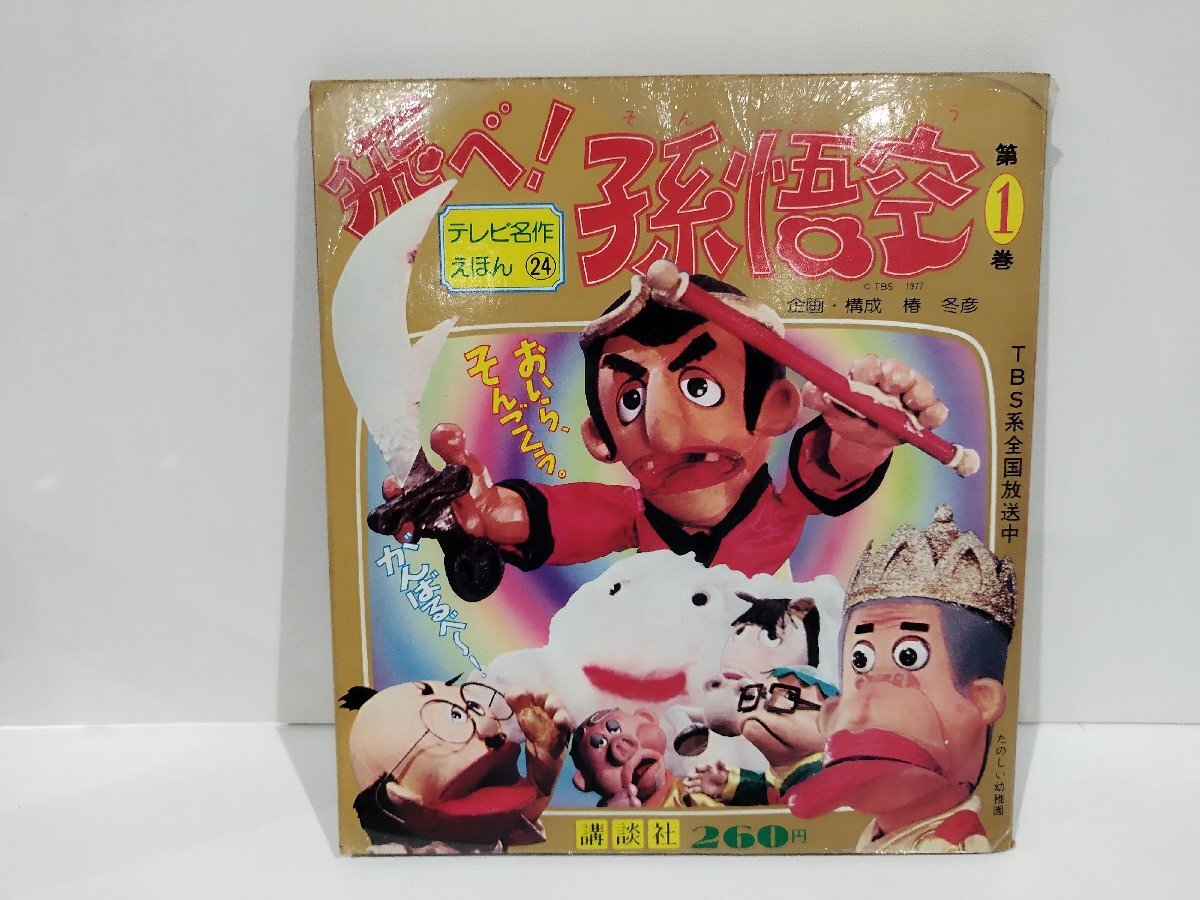 飛べ！孫悟空
そんごくう
第1巻
テレビ名作
えほん 24
© TBS 1977
企画・構成 椿 冬彦
TBS系全国放送中
おいら、
そんごくう。
がんばるぐぅ〜！
たのしい幼稚園
講談社 260円